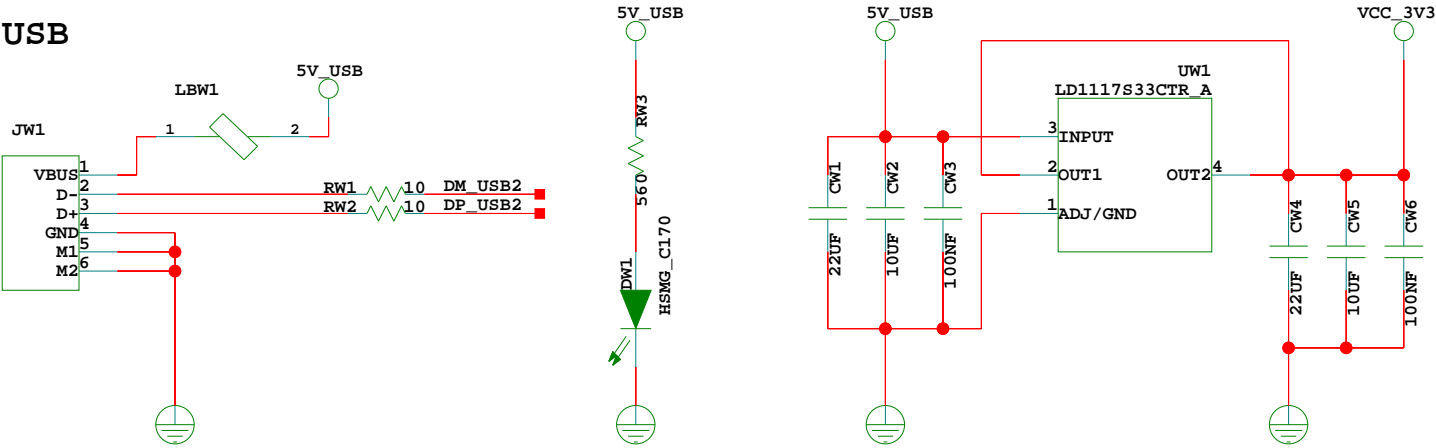 USB
LBW1
5V_USB
1
2
JW1
VBUS 1
D- 2
D+ 3
GND 4
M1 5
M2 6
RW1 10 DM_USB2
RW2 10 DP_USB2
5V_USB
RW3
560
DW1
HSMG_C170
5V_USB
VCC_3V3
UW1
LD1117S33CTR_A
3 INPUT
2 OUT1
OUT2 4
1 ADJ/GND
CW1
22UF
CW2
10UF
CW3
100NF
CW4
22UF
CW5
10UF
CW6
100NF